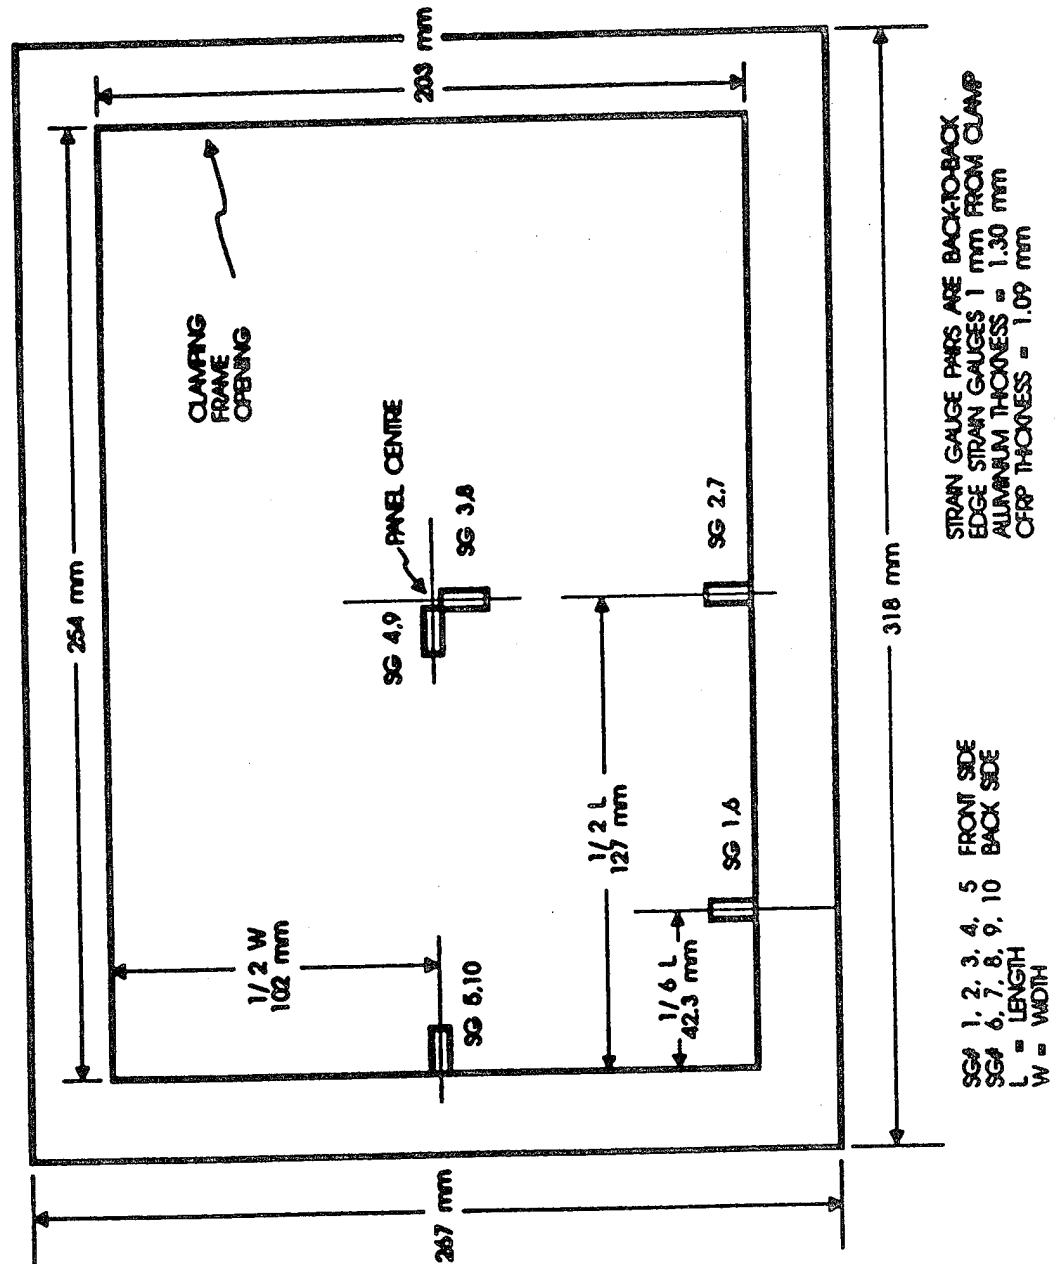 254 mm
203 mm
CLAMPING
FRAME
OPENING
1/2 W
102 mm
SG 4,9
PANEL CENTRE
SG 3,8
SG 5,10
1/2 L
127 mm
1/6 L
42.3 mm
SG 1,6
SG 2,7
267 mm
318 mm
SG# 1, 2, 3, 4, 5 FRONT SIDE
SG# 6, 7, 8, 9, 10 BACK SIDE
L = LENGTH
W = WIDTH
STRAIN GAUGE PAIRS ARE BACK-TO-BACK
EDGE STRAIN GAUGES 1 mm FROM CLAMP
ALUMINUM THICKNESS = 1.30 mm
CFRP THICKNESS = 1.09 mm